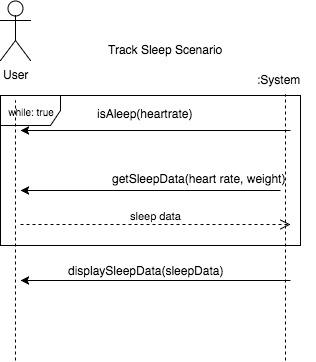 Track Sleep Scenario
User
:System
while: true
isAleep(heartrate)
getSleepData(heart rate, weight)
sleep data
displaySleepData(sleepData)